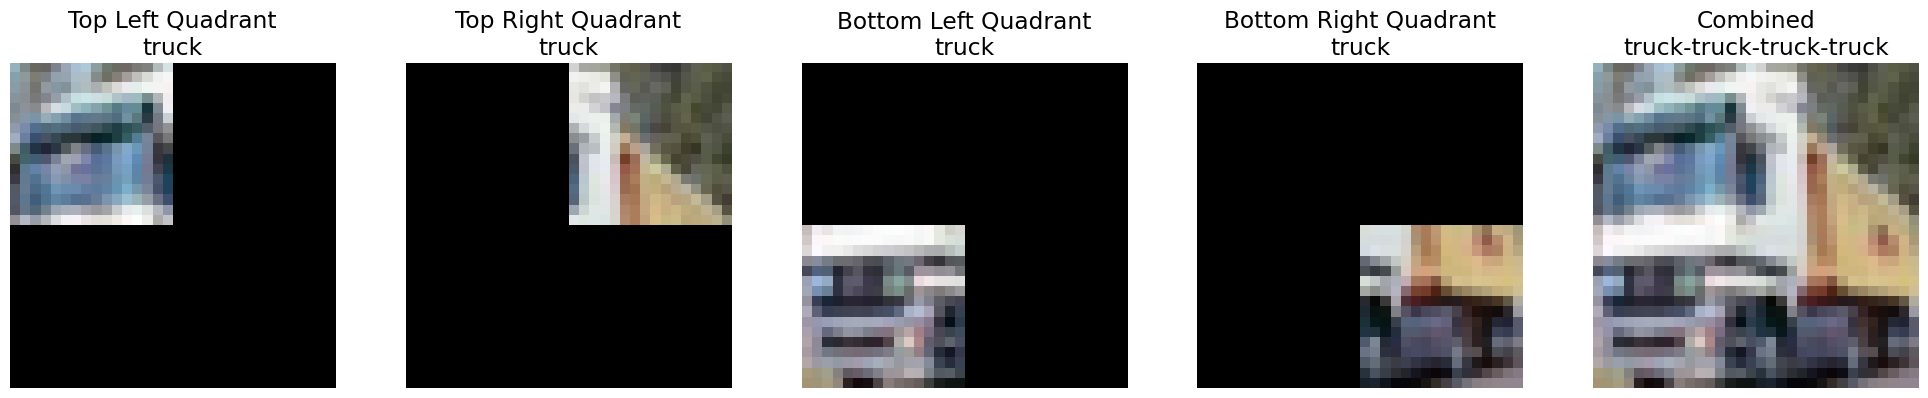 Top Left Quadrant
truck
Top Right Quadrant
truck
Bottom Left Quadrant
truck
Bottom Right Quadrant
truck
Combined
truck-truck-truck-truck